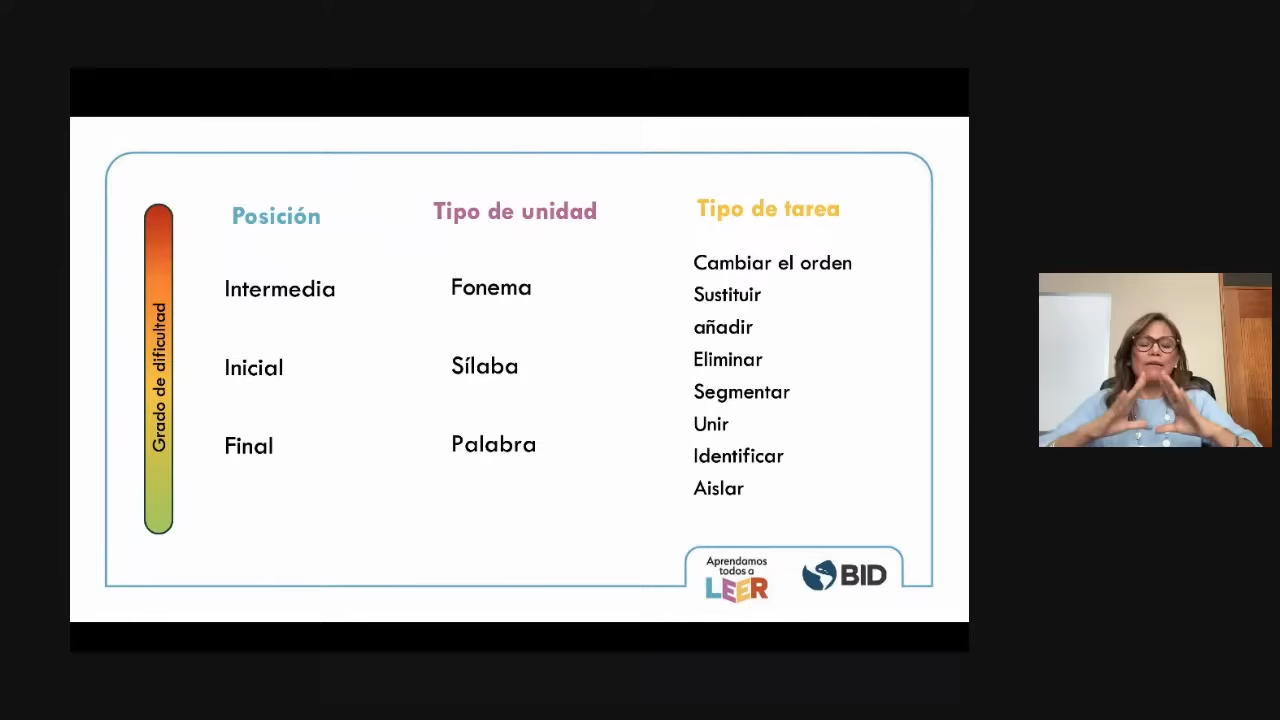 Posición
Tipo de unidad
Tipo de tarea
Grado de dificultad
Intermedia
Inicial
Final
Fonema
Sílaba
Palabra
Cambiar el orden
Sustituir
añadir
Eliminar
Segmentar
Unir
Identificar
Aislar
Aprendamos
todos a
LEER
BID